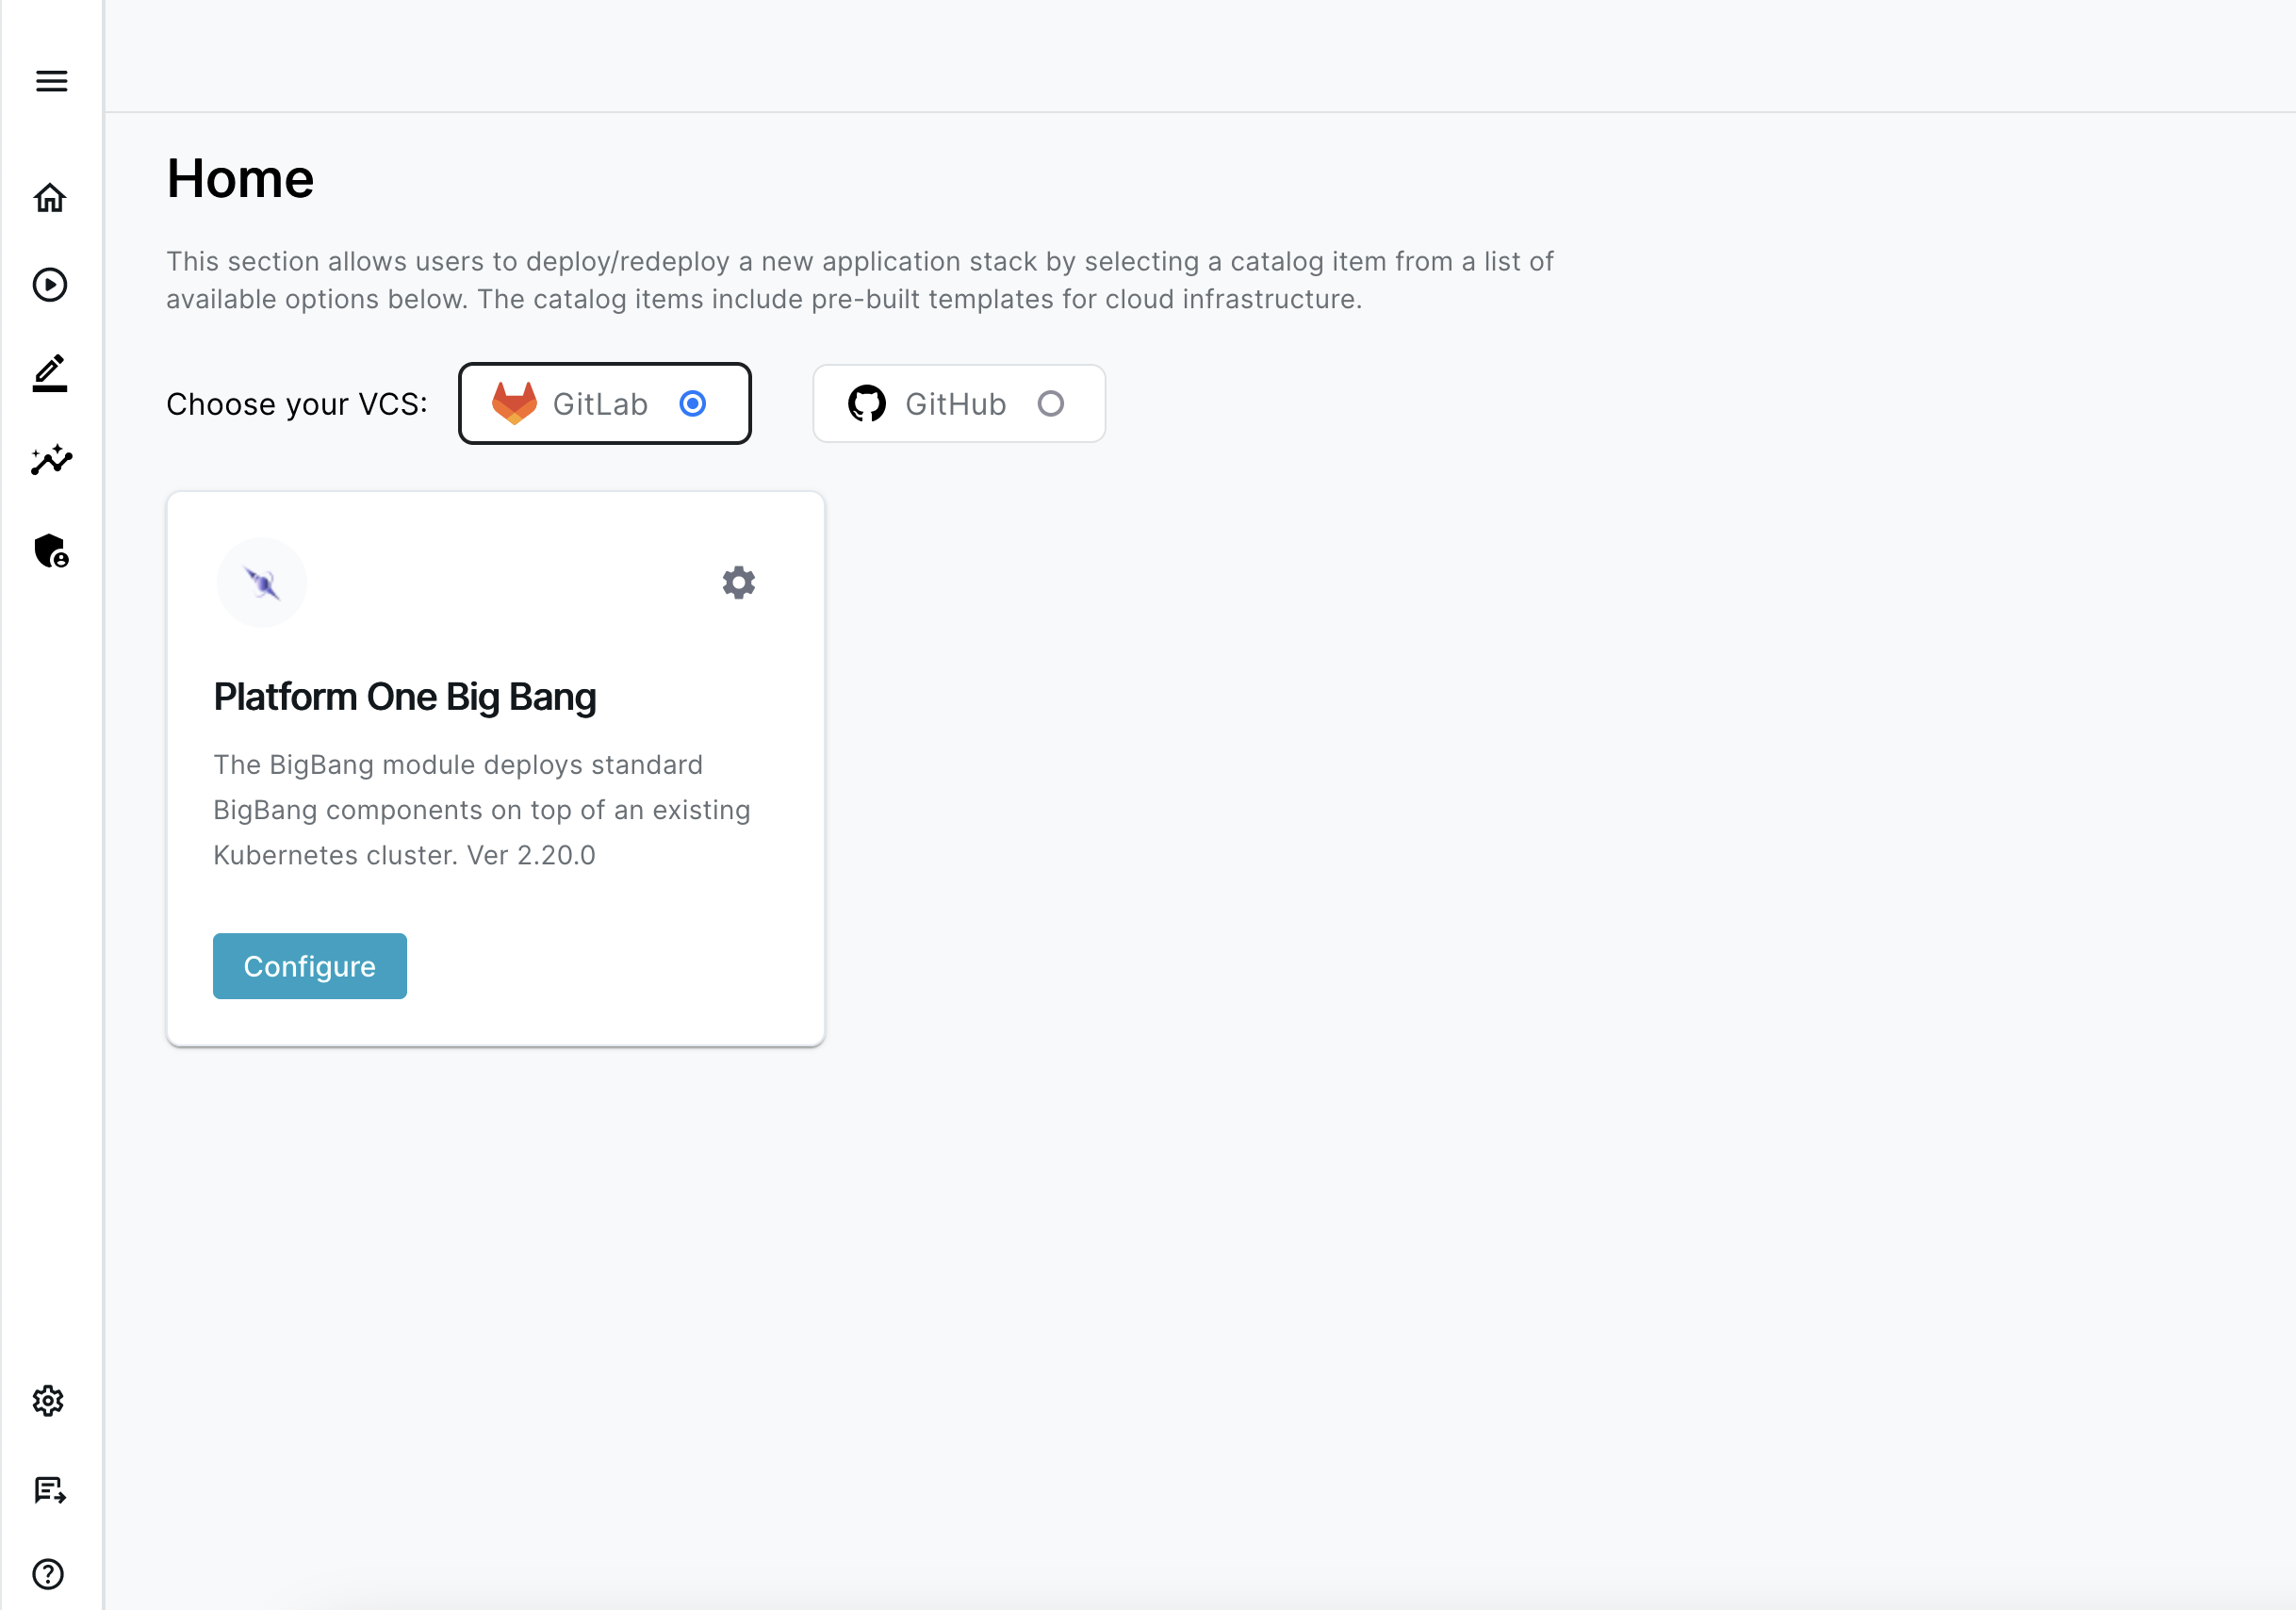 Home
This section allows users to deploy/redeploy a new application stack by selecting a catalog item from a list of
available options below. The catalog items include pre-built templates for cloud infrastructure.
Choose your VCS: GitLab GitHub
Platform One Big Bang
The BigBang module deploys standard
BigBang components on top of an existing
Kubernetes cluster. Ver 2.20.0
Configure